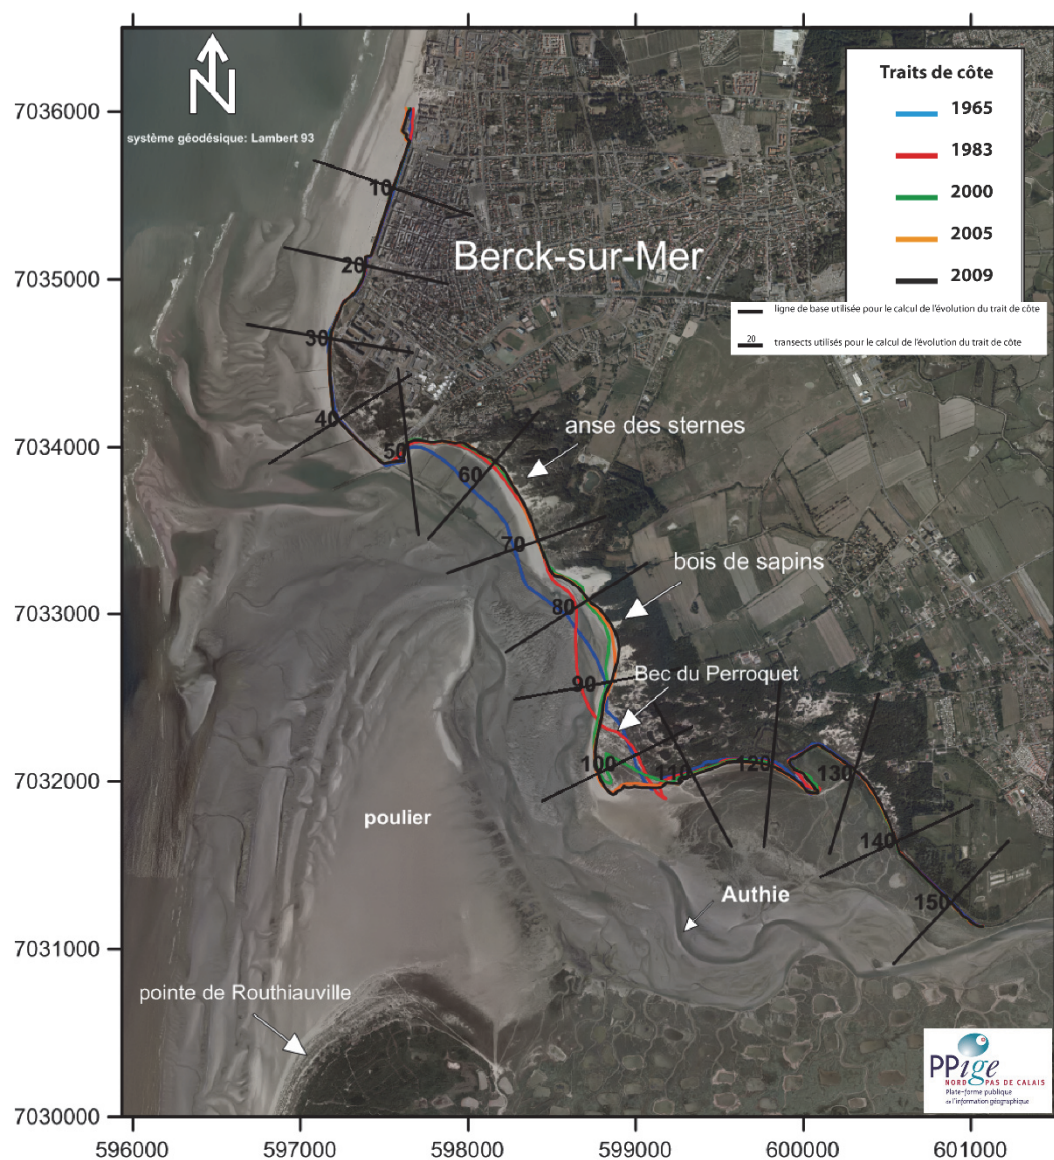 N
système géodésique: Lambert 93
Traits de côte
1965
1983
2000
2005
2009
ligne de base utilisée pour le calcul de l'évolution du trait de côte
20
transects utilisés pour le calcul de l'évolution du trait de côte
7036000
7035000
7034000
7033000
7032000
7031000
7030000
10
Berck-sur-Mer
20
30
40
anse des sternes
50
60
70
bois de sapins
80
Bec du Perroquet
90
100
110
120
130
poulier
140
Authie
150
pointe de Routhiauville
PPige
NORD PAS DE CALAIS
Plate-forme publique
de l'information géographique
596000
597000
598000
599000
600000
601000